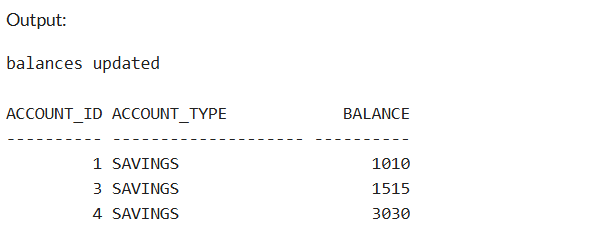 Output:
balances updated
ACCOUNT_ID ACCOUNT_TYPE            BALANCE
---------- -------------------- ----------
         1 SAVINGS                    1010
         3 SAVINGS                    1515
         4 SAVINGS                    3030